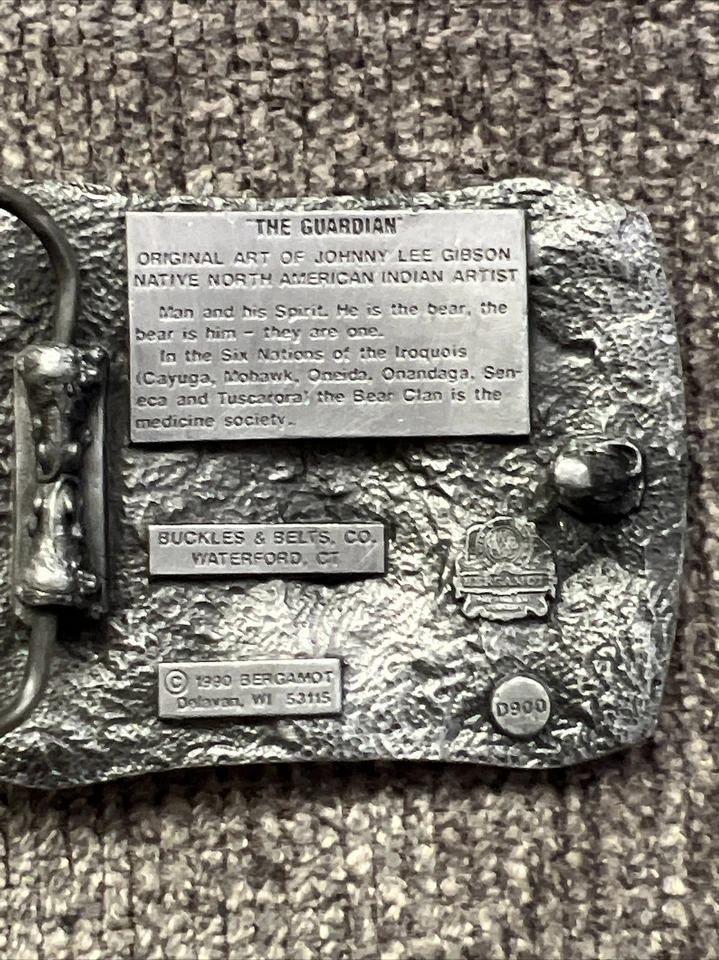 "THE GUARDIAN"
ORIGINAL ART OF JOHNNY LEE GIBSON
NATIVE NORTH AMERICAN INDIAN ARTIST
Man and his Spirit. He is the bear, the
bear is him – they are one.
In the Six Nations of the Iroquois
(Cayuga, Mohawk, Oneida, Onandaga, Sen-
eca and Tuscarora) the Bear Clan is the
medicine society.
BUCKLES & BELTS, CO.
WATERFORD, CT
BERGAMOT
© 1990 BERGAMOT
Delavan, WI 53115
D900